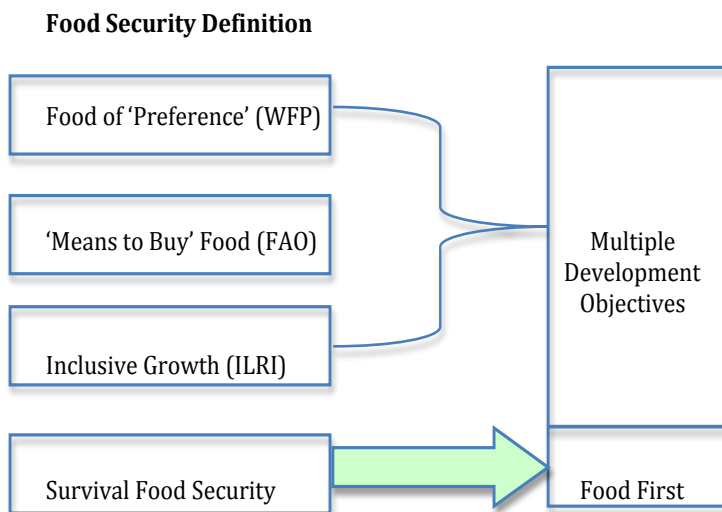 Food Security Definition
Food of ‘Preference’ (WFP)
‘Means to Buy’ Food (FAO)
Inclusive Growth (ILRI)
Survival Food Security
Multiple
Development
Objectives
Food First